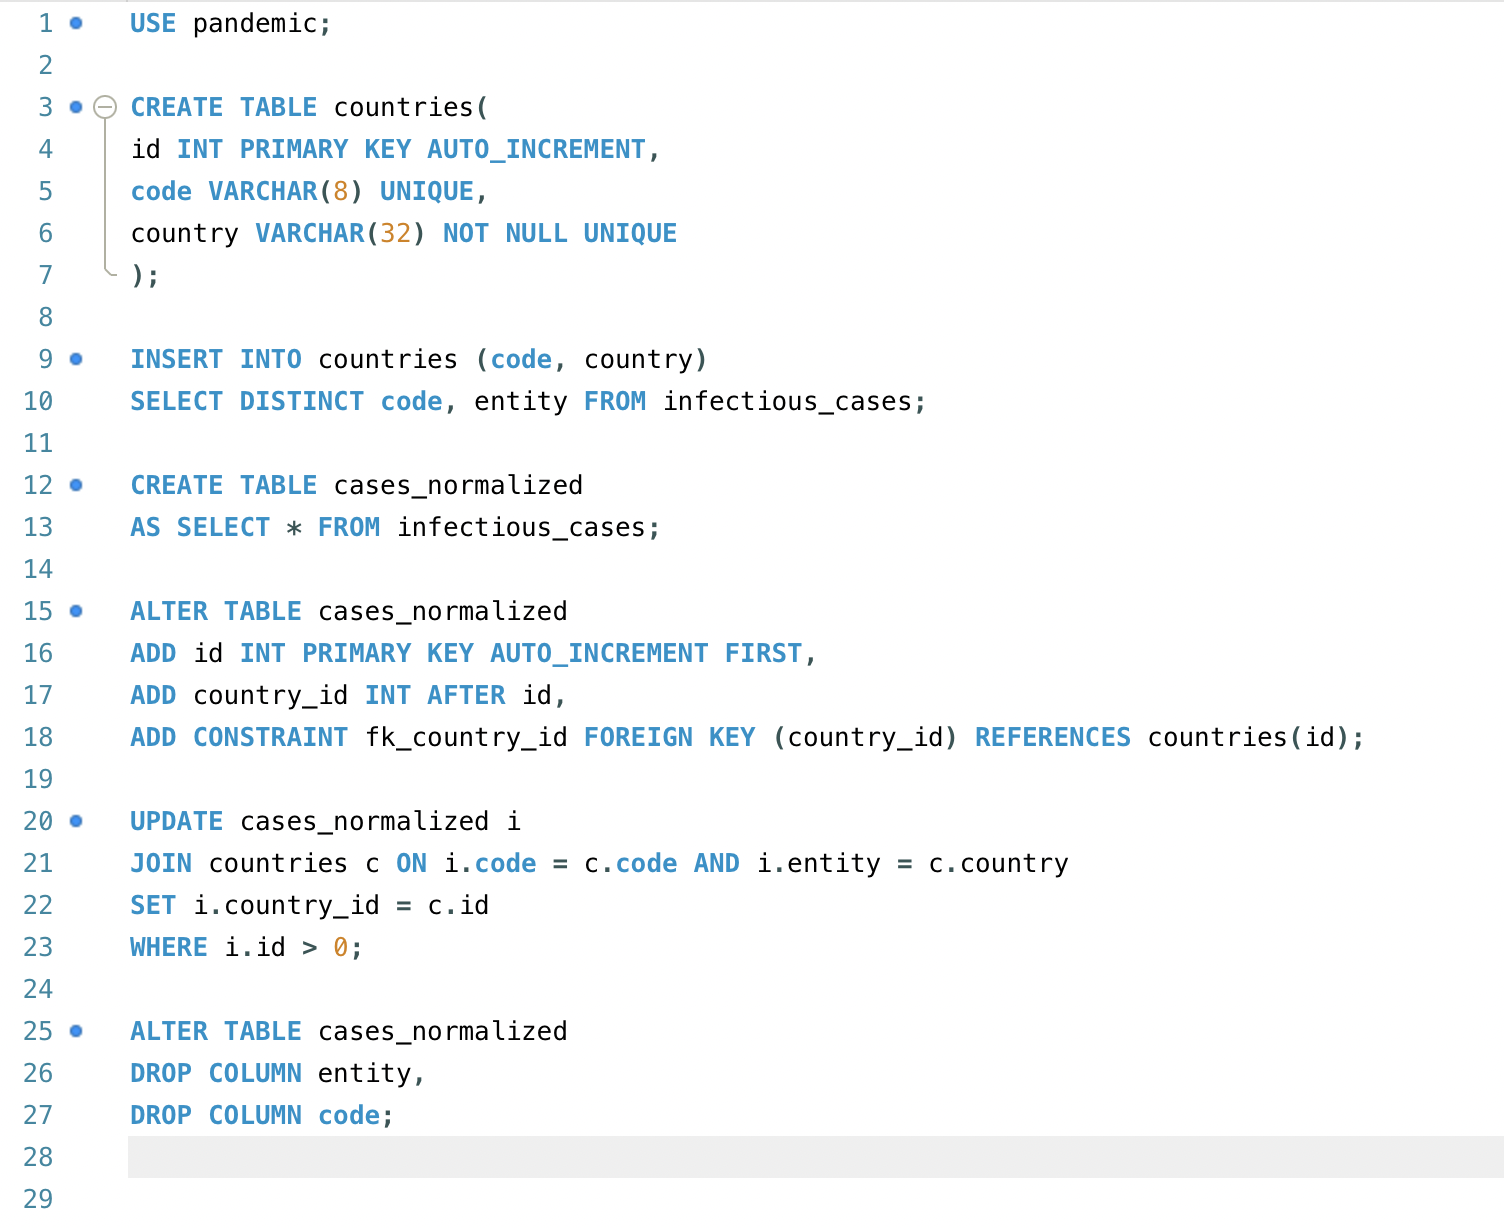 1 USE pandemic;
2
3 CREATE TABLE countries(
4 id INT PRIMARY KEY AUTO_INCREMENT,
5 code VARCHAR(8) UNIQUE,
6 country VARCHAR(32) NOT NULL UNIQUE
7 );
8
9 INSERT INTO countries (code, country)
10 SELECT DISTINCT code, entity FROM infectious_cases;
11
12 CREATE TABLE cases_normalized
13 AS SELECT * FROM infectious_cases;
14
15 ALTER TABLE cases_normalized
16 ADD id INT PRIMARY KEY AUTO_INCREMENT FIRST,
17 ADD country_id INT AFTER id,
18 ADD CONSTRAINT fk_country_id FOREIGN KEY (country_id) REFERENCES countries(id);
19
20 UPDATE cases_normalized i
21 JOIN countries c ON i.code = c.code AND i.entity = c.country
22 SET i.country_id = c.id
23 WHERE i.id > 0;
24
25 ALTER TABLE cases_normalized
26 DROP COLUMN entity,
27 DROP COLUMN code;
28
29